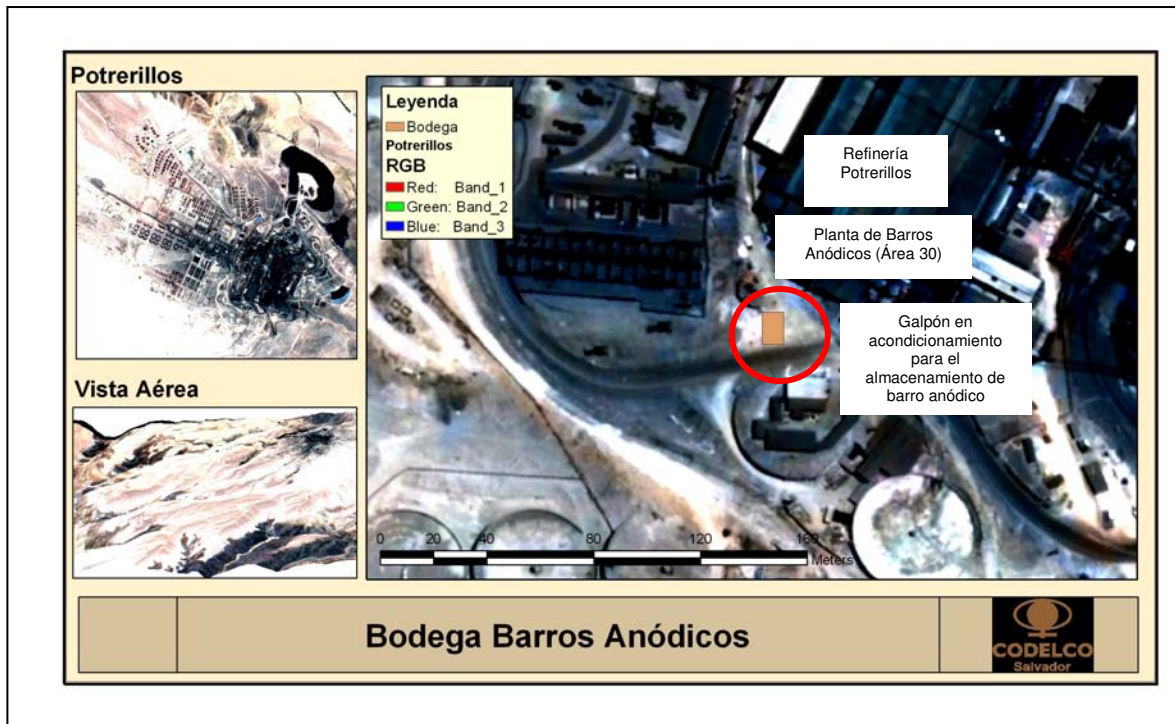 Potrerillos
Vista Aérea
Leyenda
Bodega
Potrerillos
RGB
Red: Band_1
Green: Band_2
Blue: Band_3
Refinería
Potrerillos
Planta de Barros
Anódicos (Área 30)
Galpón en
acondicionamiento
para el
almacenamiento de
barro anódico
0 20 40 80 120 160
Meters
Bodega Barros Anódicos
CODELCO
Salvador